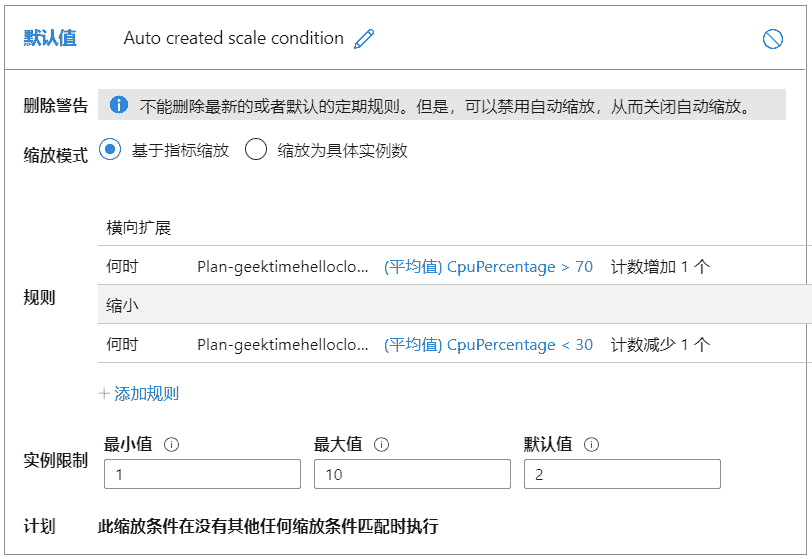 默认值 Auto created scale condition
删除警告 不能删除最新的或者默认的定期规则。但是，可以禁用自动缩放，从而关闭自动缩放。
缩放模式 基于指标缩放 缩放为具体实例数
横向扩展
何时 Plan-geektimehelloclo... (平均值) CpuPercentage > 70 计数增加 1 个
规则
缩小
何时 Plan-geektimehelloclo... (平均值) CpuPercentage < 30 计数减少 1 个
+ 添加规则
实例限制
最小值 最大值 默认值
1 10 2
计划 此缩放条件在没有其他任何缩放条件匹配时执行